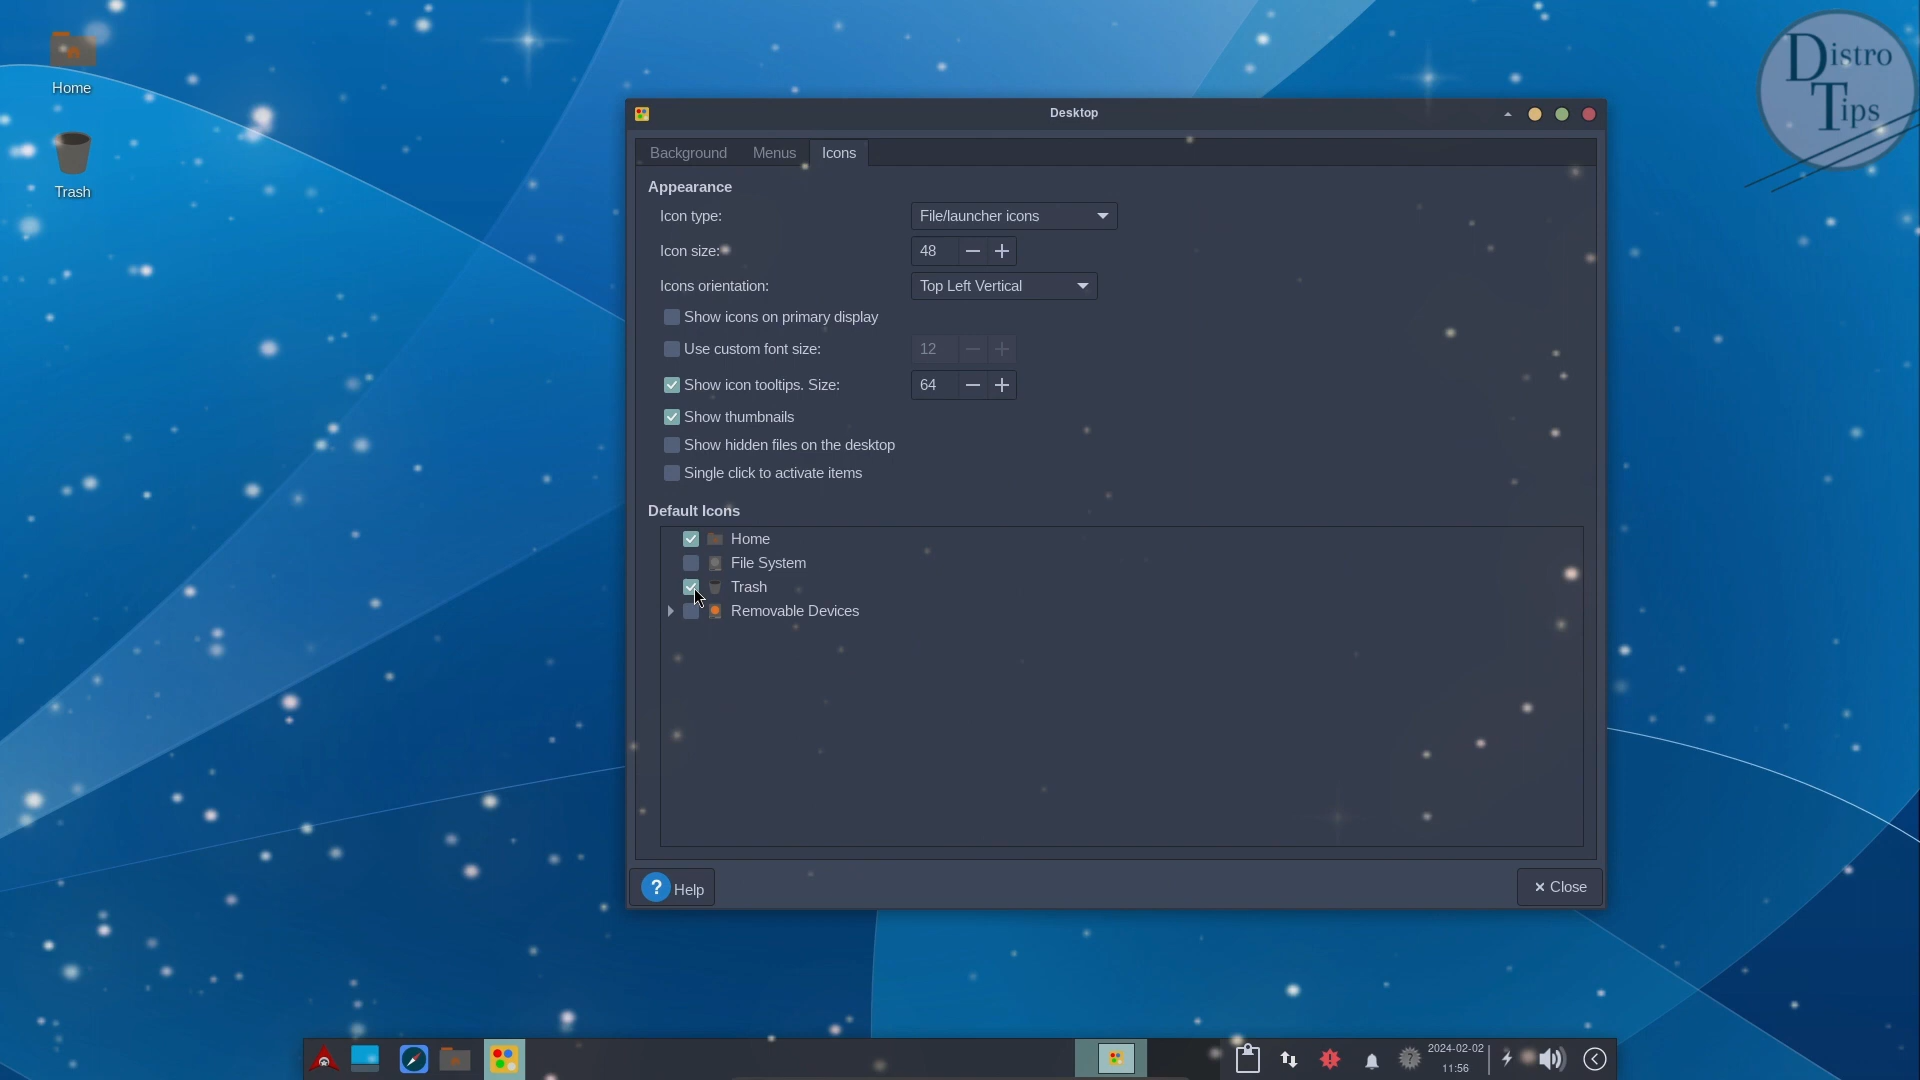 Home
Trash
Distro
Tips
Desktop
Background Menus Icons
Appearance
Icon type: File/launcher icons
Icon size: 48
Icons orientation: Top Left Vertical
Show icons on primary display
Use custom font size: 12
Show icon tooltips. Size: 64
Show thumbnails
Show hidden files on the desktop
Single click to activate items
Default Icons
Home
File System
Trash
Removable Devices
? Help
× Close
2024-02-02
11:56